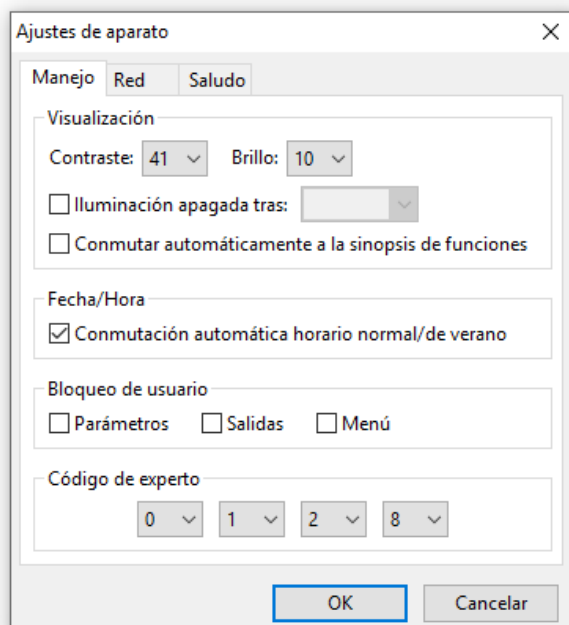 Ajustes de aparato
Manejo Red Saludo
Visualización
Contraste: 41 Brillo: 10
Iluminación apagada tras:
Conmutar automáticamente a la sinopsis de funciones
Fecha/Hora
Conmutación automática horario normal/de verano
Bloqueo de usuario
Parámetros Salidas Menú
Código de experto
0 1 2 8
OK Cancelar